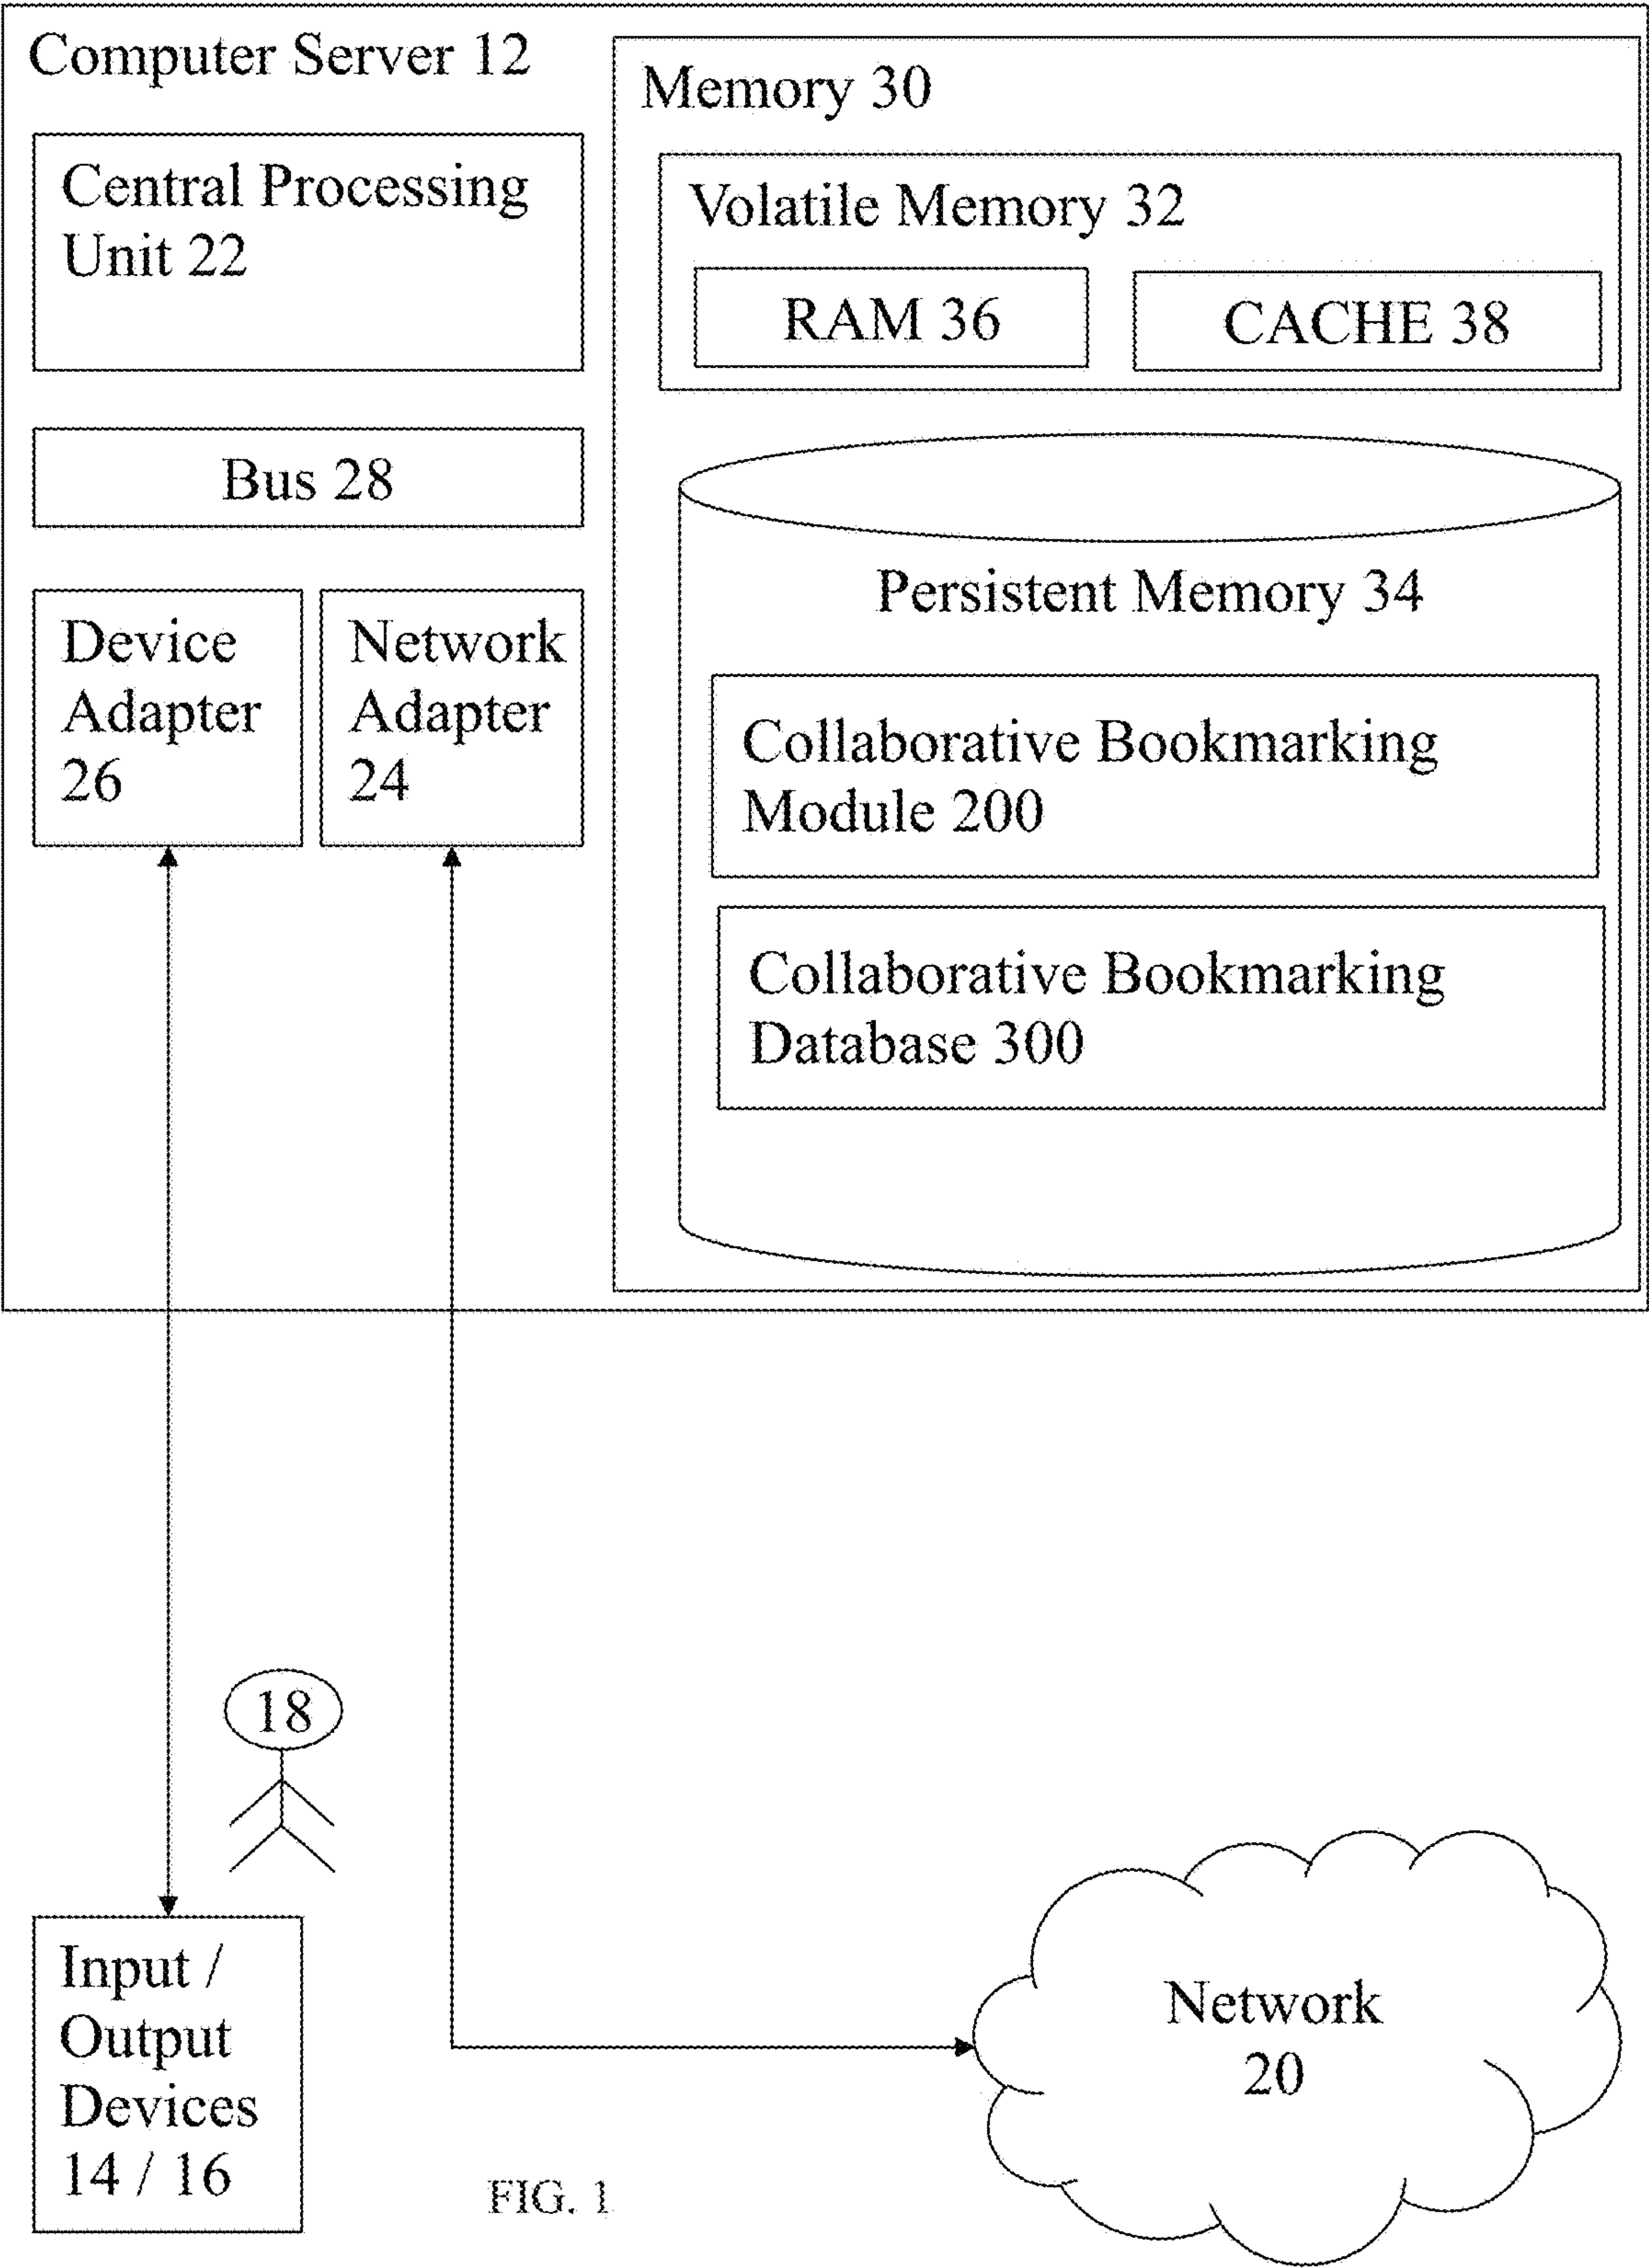 Computer Server 12
Central Processing
Unit 22
Bus 28
Device
Adapter
26
Network
Adapter
24
Memory 30
Volatile Memory 32
RAM 36
CACHE 38
Persistent Memory 34
Collaborative Bookmarking
Module 200
Collaborative Bookmarking
Database 300
18
Input /
Output
Devices
14 / 16
Network
20
FIG. 1